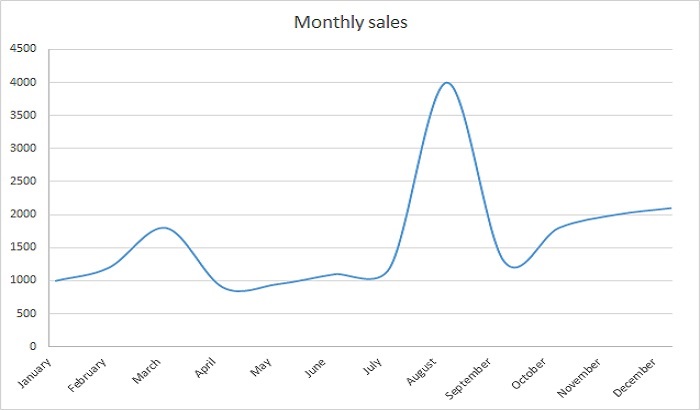 Monthly sales
4500
4000
3500
3000
2500
2000
1500
1000
500
0
January
February
March
April
May
June
July
August
September
October
November
December